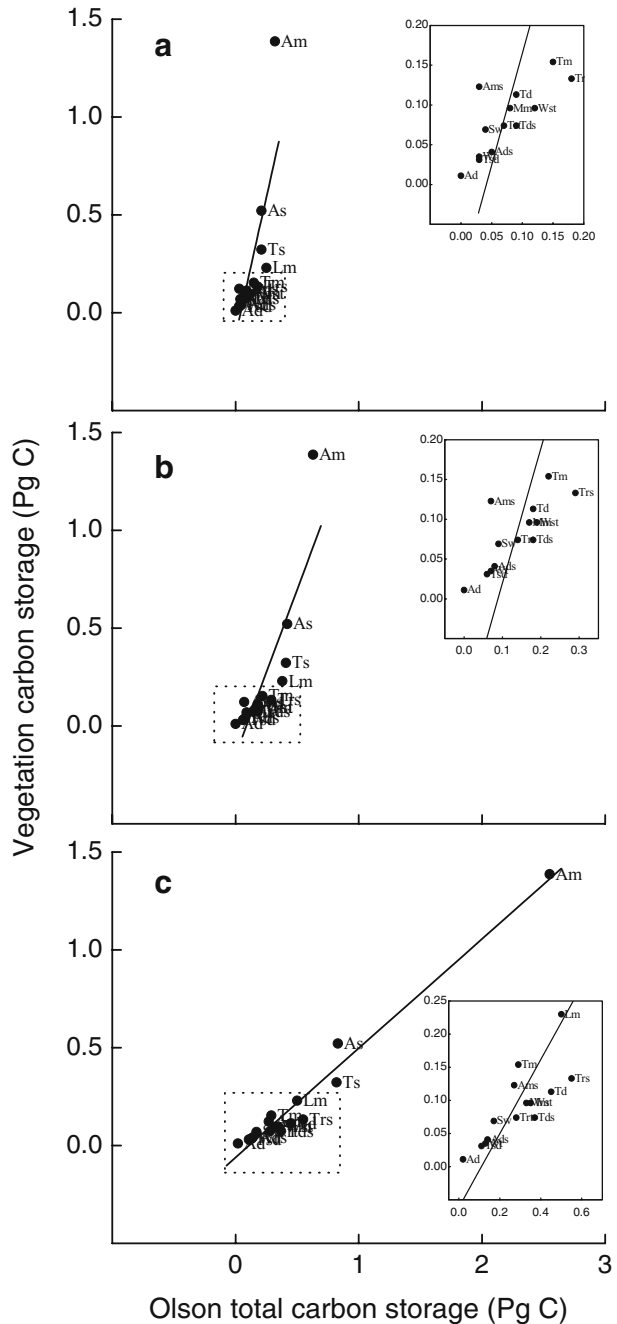 a
1.5
1.0
0.5
0.0
Am
As
Ts
Lm
Tm
Ad
0.20
0.15
0.10
0.05
0.00
Tm
Tr
Ams
Td
Mm
Wst
Sw
Tds
Ads
Ad
0.00 0.05 0.10 0.15 0.20
b
1.5
1.0
0.5
0.0
Am
As
Ts
Lm
Tm
Trs
Ad
0.20
0.15
0.10
0.05
0.00
Tm
Trs
Ams
Td
Wst
Sw
Tds
Ads
Tsd
Ad
0.0 0.1 0.2 0.3
c
1.5
1.0
0.5
0.0
Am
As
Ts
Lm
Tm
Trs
Tds
Ad
0.25
0.20
0.15
0.10
0.05
0.00
Lm
Tm
Ams
Trs
Td
Wst
Sw
Tds
Ads
Tsd
Ad
0.0 0.2 0.4 0.6
0 1 2 3
Vegetation carbon storage (Pg C)
Olson total carbon storage (Pg C)